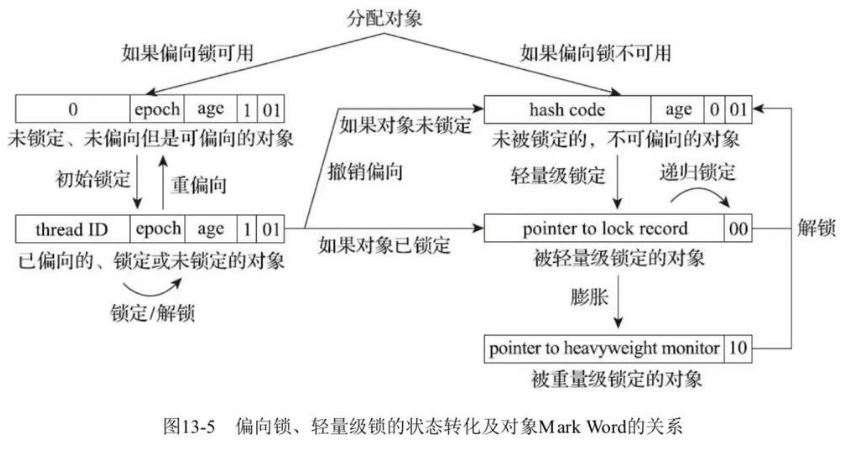 分配对象
如果偏向锁可用
如果偏向锁不可用
0 epoch age 1 01
hash code age 0 01
未锁定、未偏向但是可偏向的对象
如果对象未锁定
未被锁定的，不可偏向的对象
初始锁定
重偏向
撤销偏向
轻量级锁定
递归锁定
thread ID epoch age 1 01
pointer to lock record 00
解锁
如果对象已锁定
已偏向的、锁定或未锁定的对象
被轻量级锁定的对象
锁定/解锁
膨胀
pointer to heavyweight monitor 10
被重量级锁定的对象
图13-5 偏向锁、轻量级锁的状态转化及对象Mark Word的关系